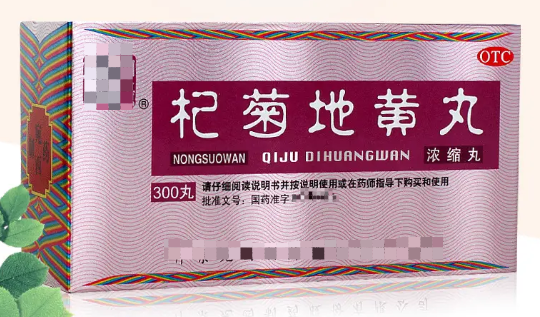 OTC
®
杞菊地黄丸
NONGSUOWAN QIJU DIHUANGWAN 浓缩丸
300丸
请仔细阅读说明书并按说明使用或在药师指导下购买和使用
批准文号：国药准字